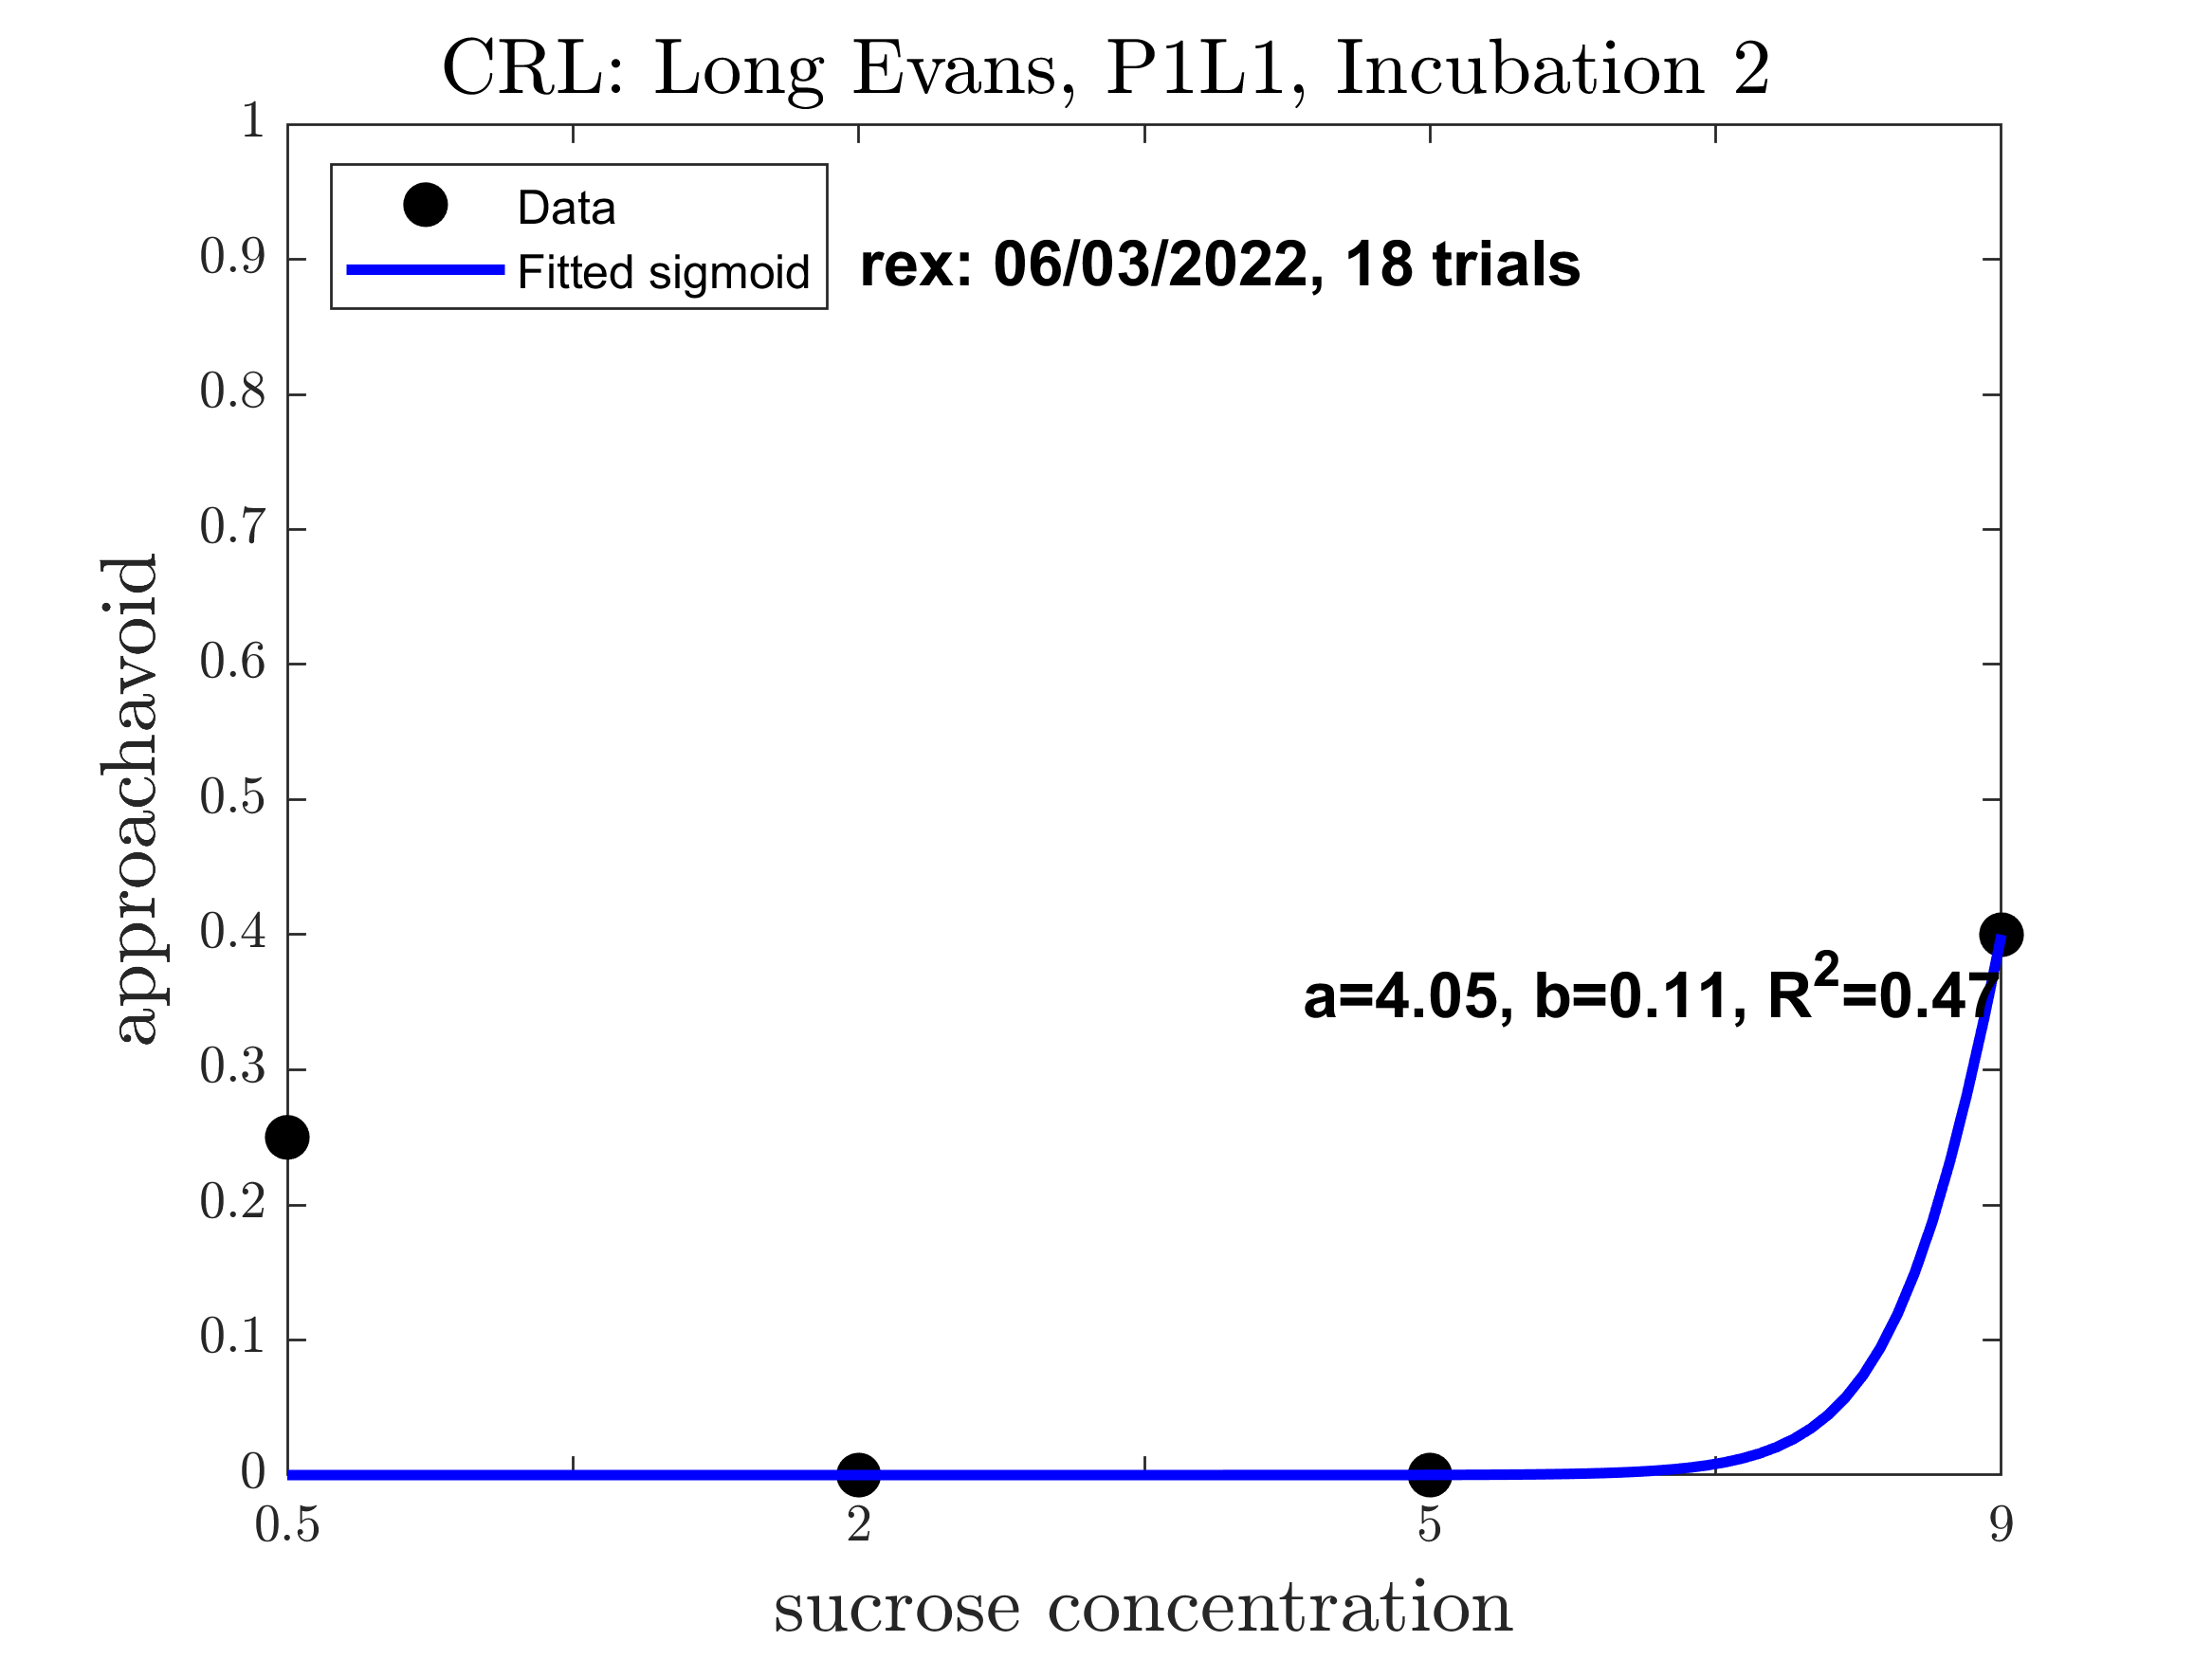 CRL: Long Evans, P1L1, Incubation 2
1
Data
Fitted sigmoid
rex: 06/03/2022, 18 trials
0.9
0.8
0.7
0.6
0.5
0.4
0.3
0.2
0.1
0
approachavoid
a=4.05, b=0.11, R²=0.47
0.5 2 5 9
sucrose concentration